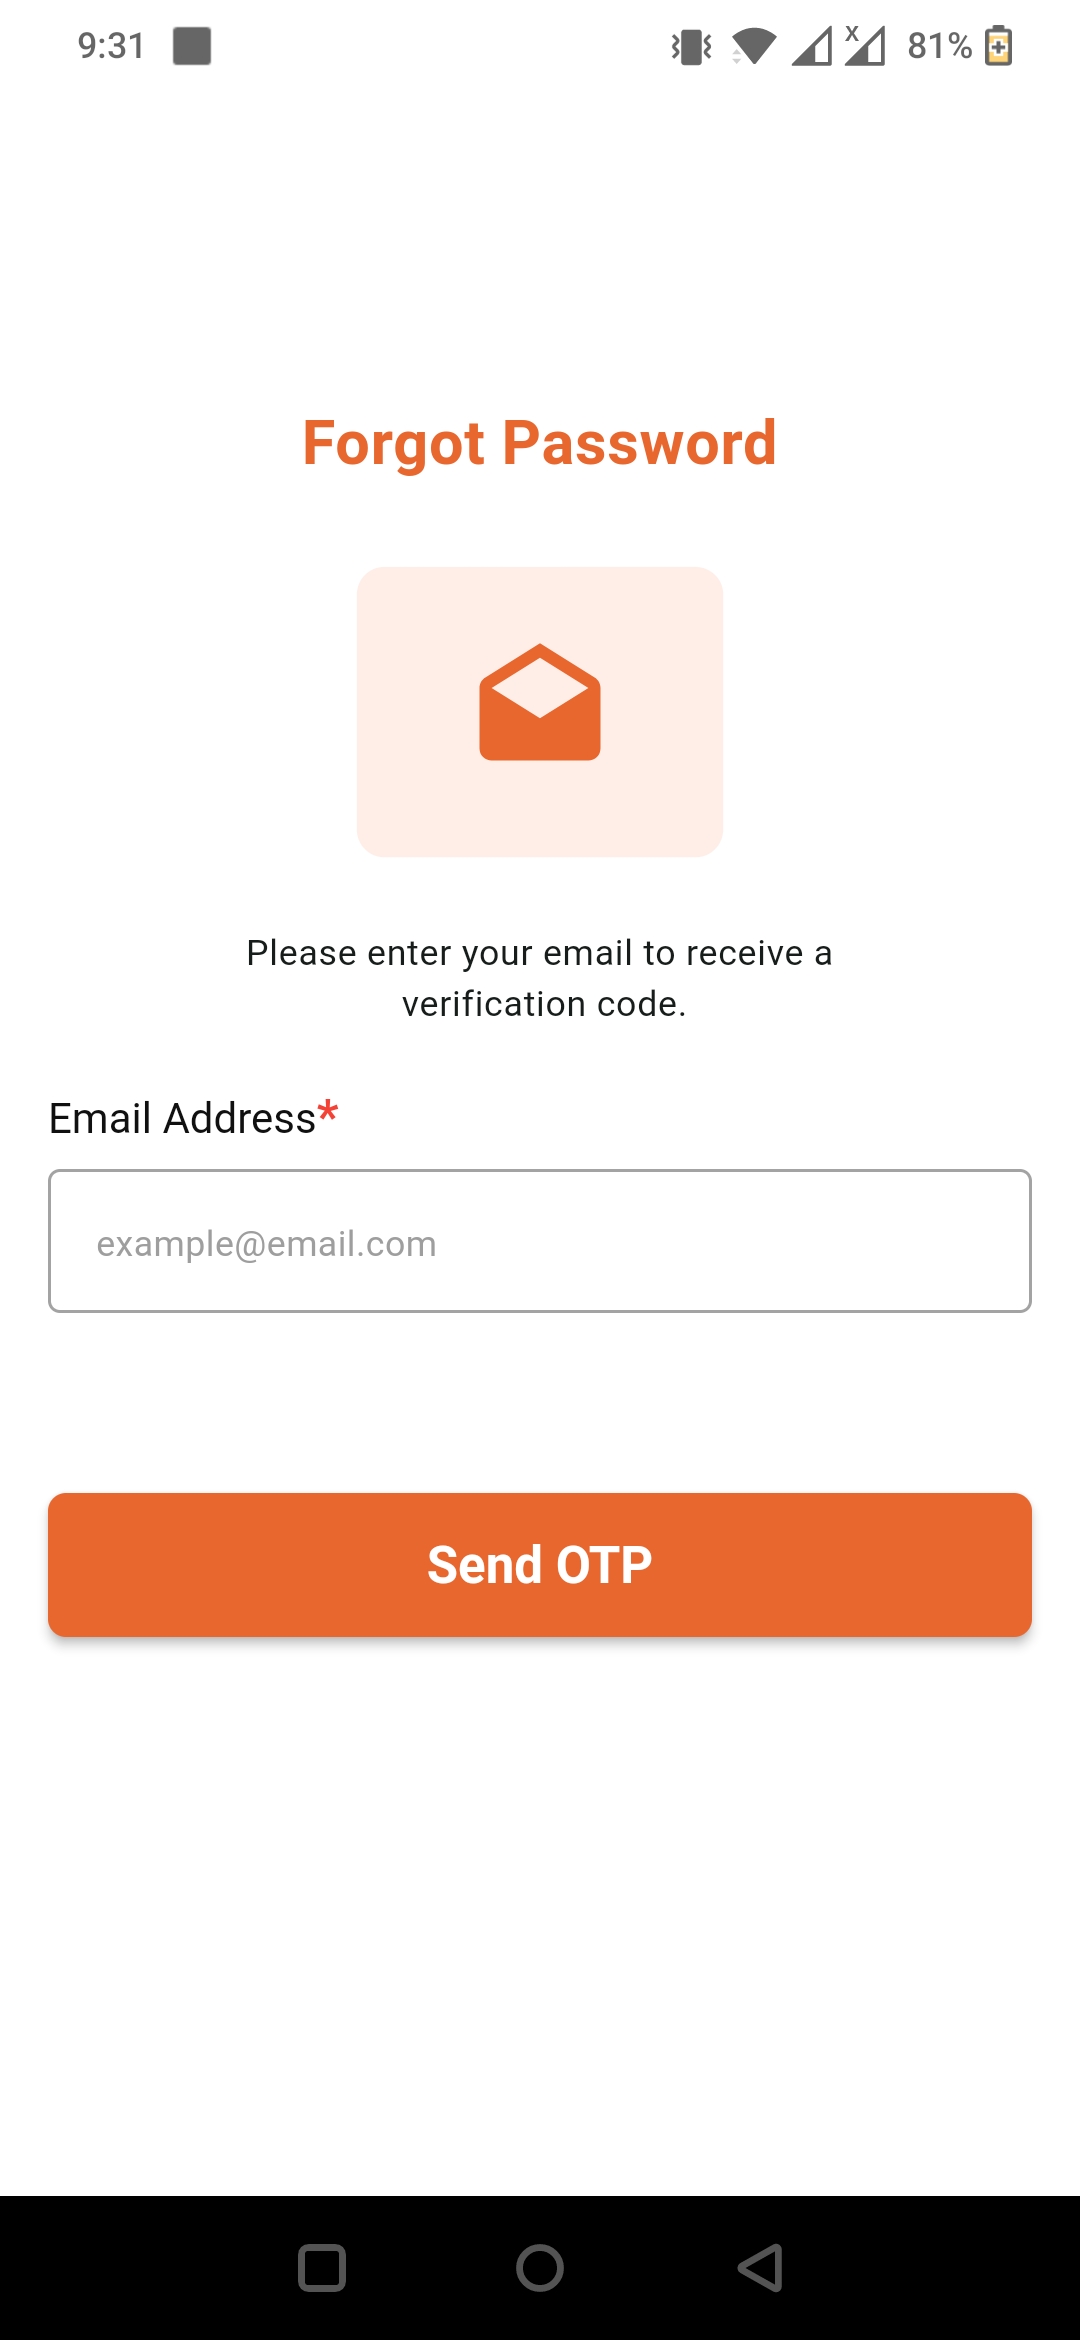 9:31
X
81%
Forgot Password
Please enter your email to receive a
verification code.
Email Address*
example@email.com
Send OTP